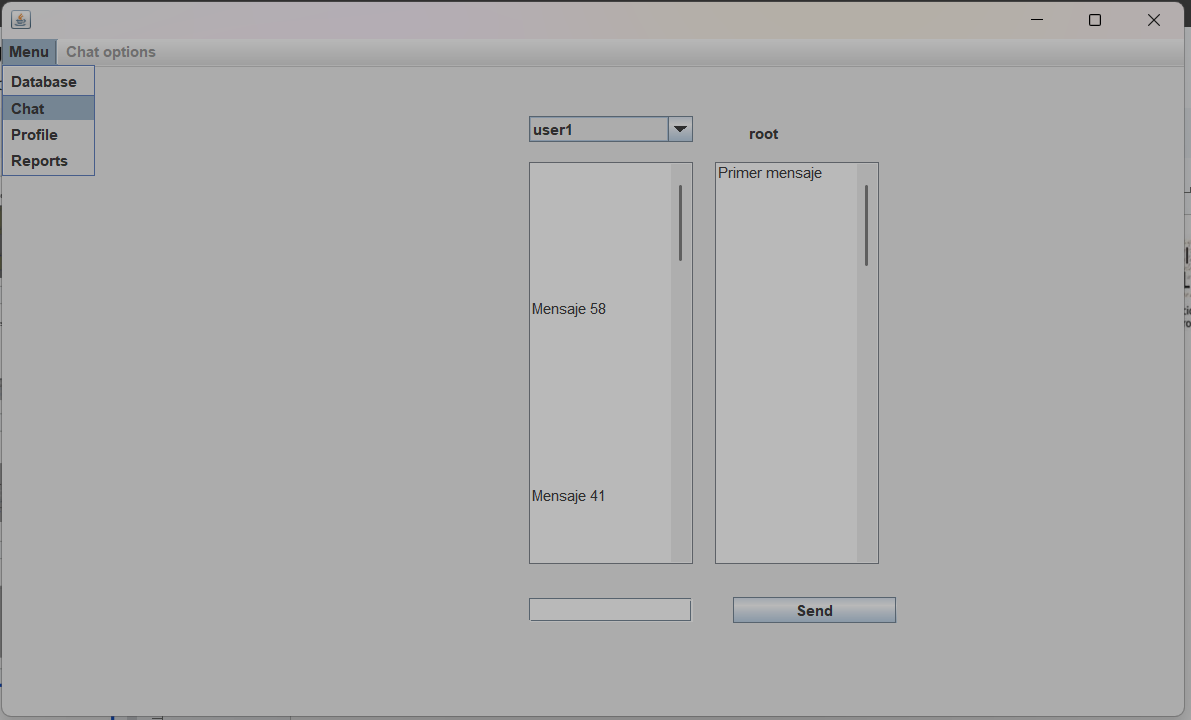 Menu Chat options
Database
Chat
Profile
Reports
user1
root
Primer mensaje
Mensaje 58
Mensaje 41
Send